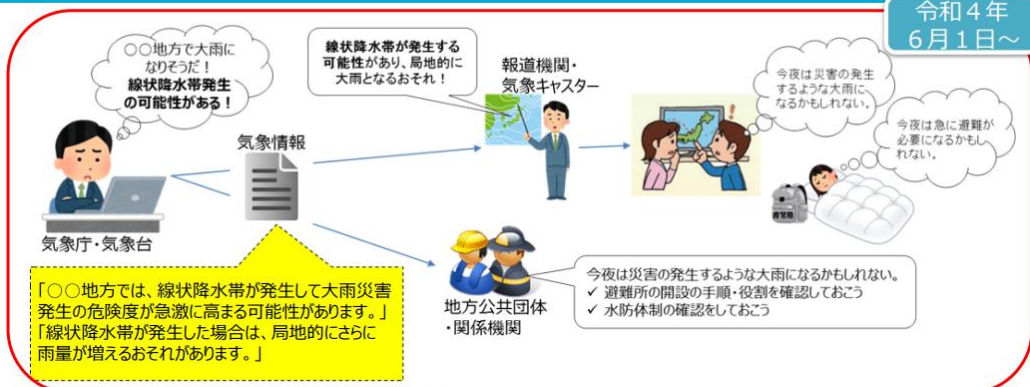 令和４年
６月１日～
〇〇地方で大雨に
なりそうだ！
線状降水帯発生
の可能性がある！
線状降水帯が発生する
可能性があり、局地的に
大雨となるおそれ！
報道機関・
気象キャスター
今夜は災害の発生
するような大雨に
なるかもしれない。
今夜は急に避難が
必要になるかもし
れない。
気象情報
気象庁・気象台
「〇〇地方では、線状降水帯が発生して大雨災害
発生の危険度が急激に高まる可能性があります。」
「線状降水帯が発生した場合は、局地的にさらに
雨量が増えるおそれがあります。」
地方公共団体
・関係機関
今夜は災害の発生するような大雨になるかもしれない。
✓ 避難所の開設の手順・役割を確認しておこう
✓ 水防体制の確認をしておこう